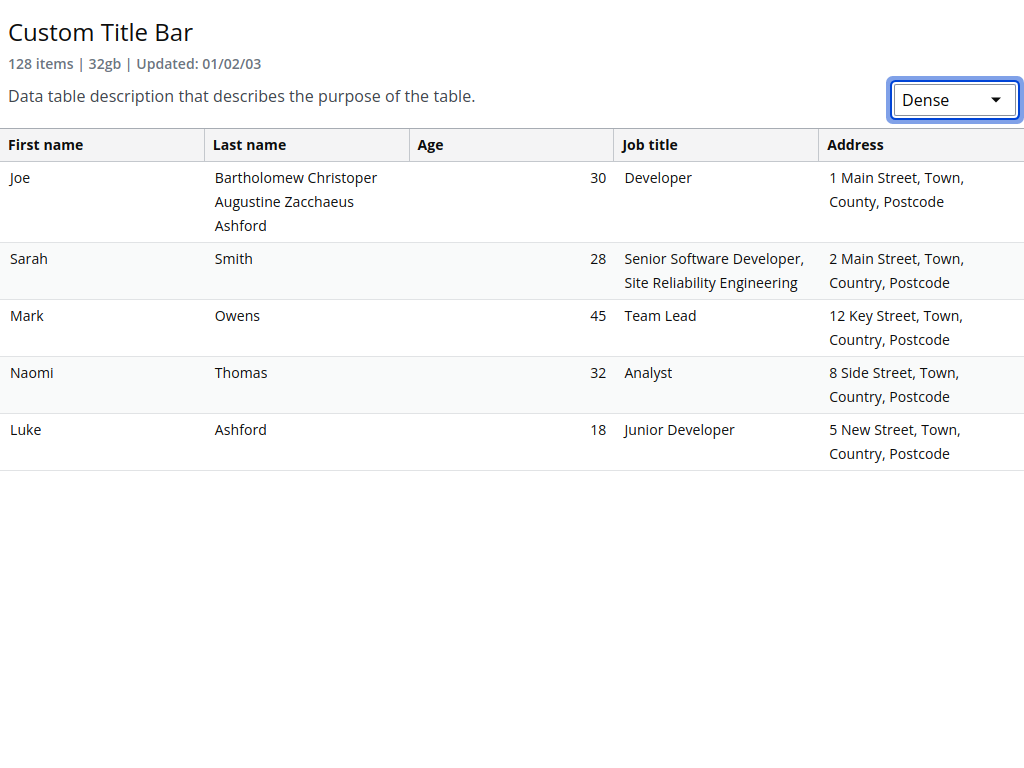 Custom Title Bar
128 items | 32gb | Updated: 01/02/03
Data table description that describes the purpose of the table.
Dense
First name Last name Age Job title Address
Joe Bartholomew Christoper 30 Developer 1 Main Street, Town,
Augustine Zacchaeus County, Postcode
Ashford
Sarah Smith 28 Senior Software Developer, 2 Main Street, Town,
Site Reliability Engineering Country, Postcode
Mark Owens 45 Team Lead 12 Key Street, Town,
Country, Postcode
Naomi Thomas 32 Analyst 8 Side Street, Town,
Country, Postcode
Luke Ashford 18 Junior Developer 5 New Street, Town,
Country, Postcode